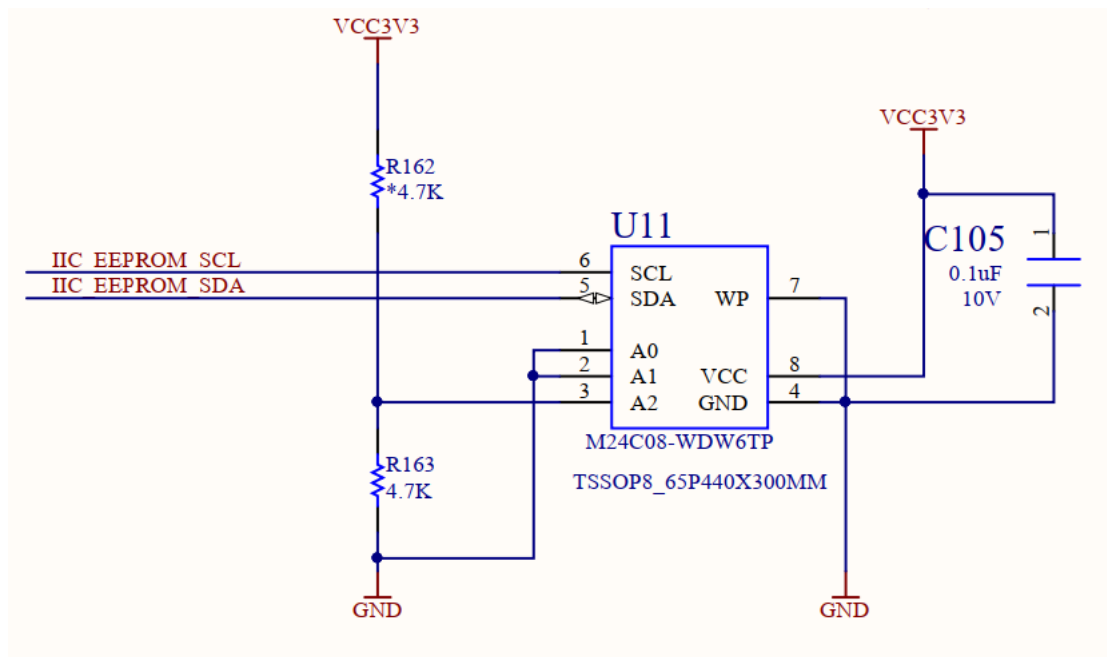 VCC3V3
VCC3V3
R162
*4.7K
U11
C105
1
0.1uF
10V
2
IIC_EEPROM_SCL
IIC_EEPROM_SDA
6
SCL
5
SDA
WP
7
1
A0
2
A1
VCC
8
3
A2
GND
4
M24C08-WDW6TP
R163
4.7K
TSSOP8_65P440X300MM
GND
GND